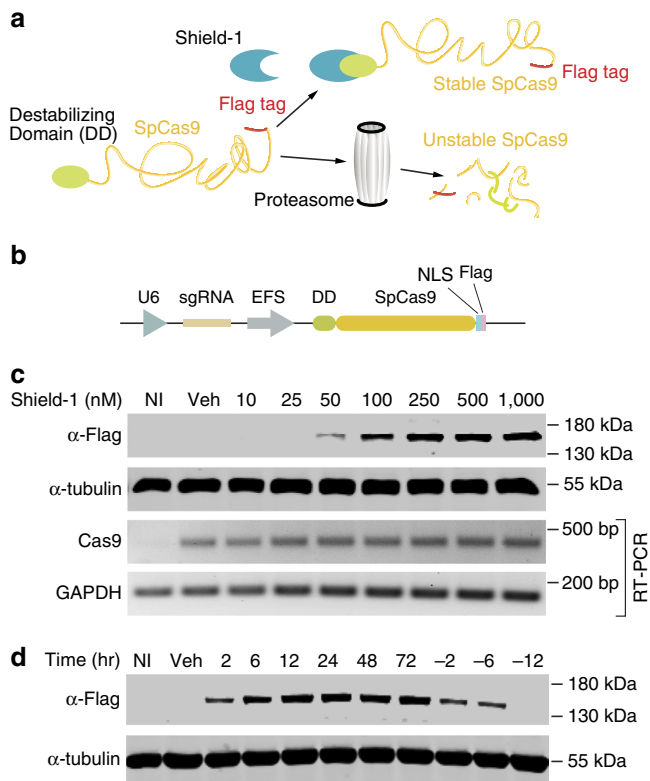 a
Shield-1
Stable SpCas9
Flag tag
Destabilizing
Domain (DD)
SpCas9
Flag tag
Unstable SpCas9
Proteasome
b
U6 sgRNA EFS DD SpCas9 NLS Flag
c
Shield-1 (nM) NI Veh 10 25 50 100 250 500 1,000
α-Flag
180 kDa
130 kDa
α-tubulin
55 kDa
Cas9
500 bp
GAPDH
200 bp
RT-PCR
d
Time (hr) NI Veh 2 6 12 24 48 72 –2 –6 –12
α-Flag
180 kDa
130 kDa
α-tubulin
55 kDa